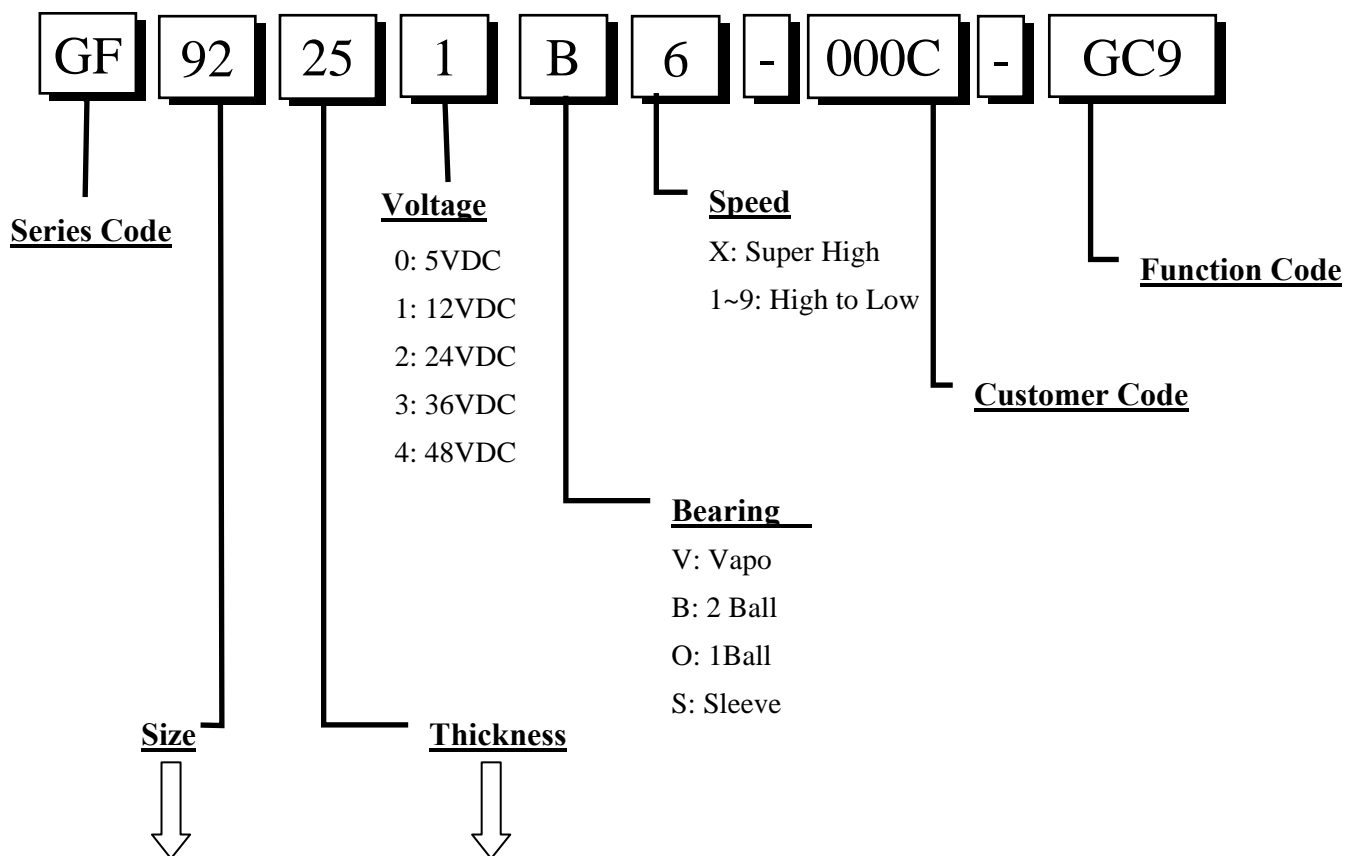 GF 92 25 1 B 6 - 000C - GC9
Series Code
Voltage
0: 5VDC
1: 12VDC
2: 24VDC
3: 36VDC
4: 48VDC
Speed
X: Super High
1~9: High to Low
Function Code
Customer Code
Bearing
V: Vapo
B: 2 Ball
O: 1Ball
S: Sleeve
Size
Thickness